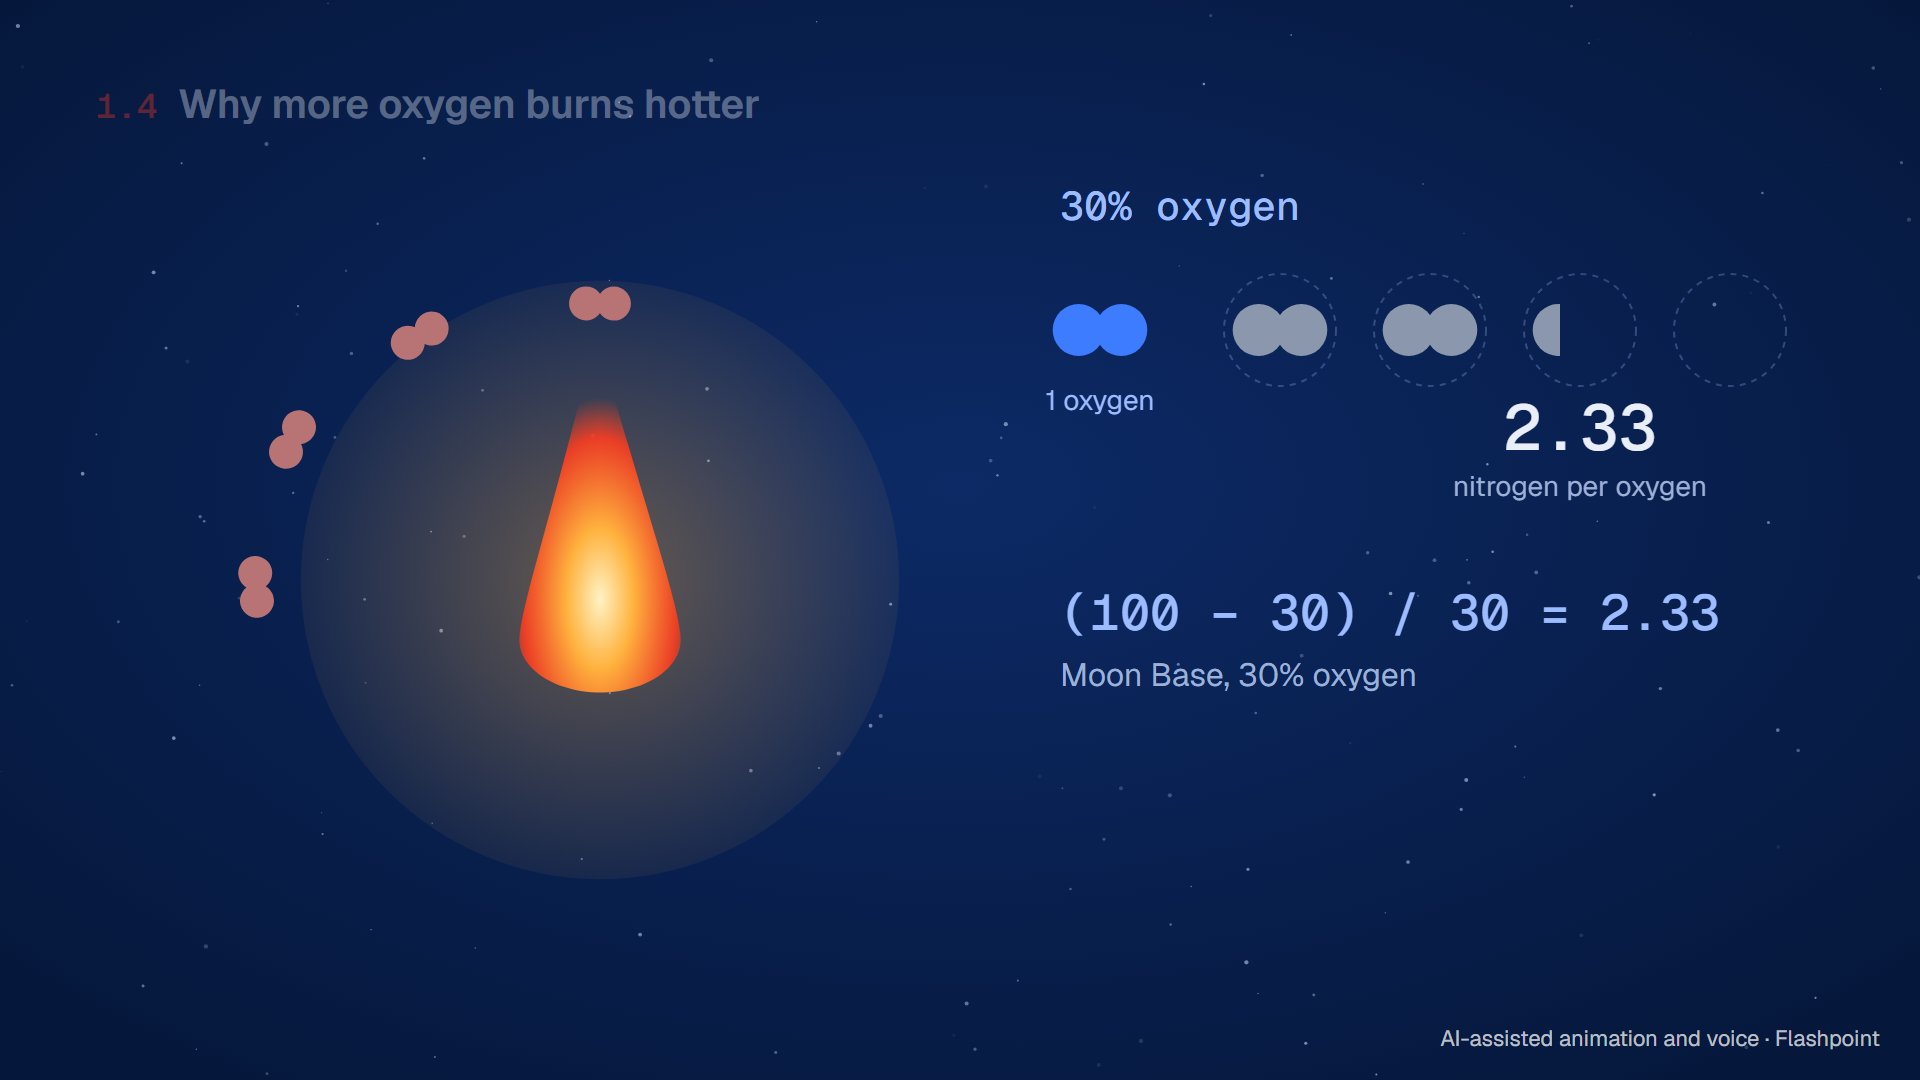 1.4 Why more oxygen burns hotter
30% oxygen
1 oxygen
2.33
nitrogen per oxygen
(100 − 30) / 30 = 2.33
Moon Base, 30% oxygen
AI-assisted animation and voice · Flashpoint